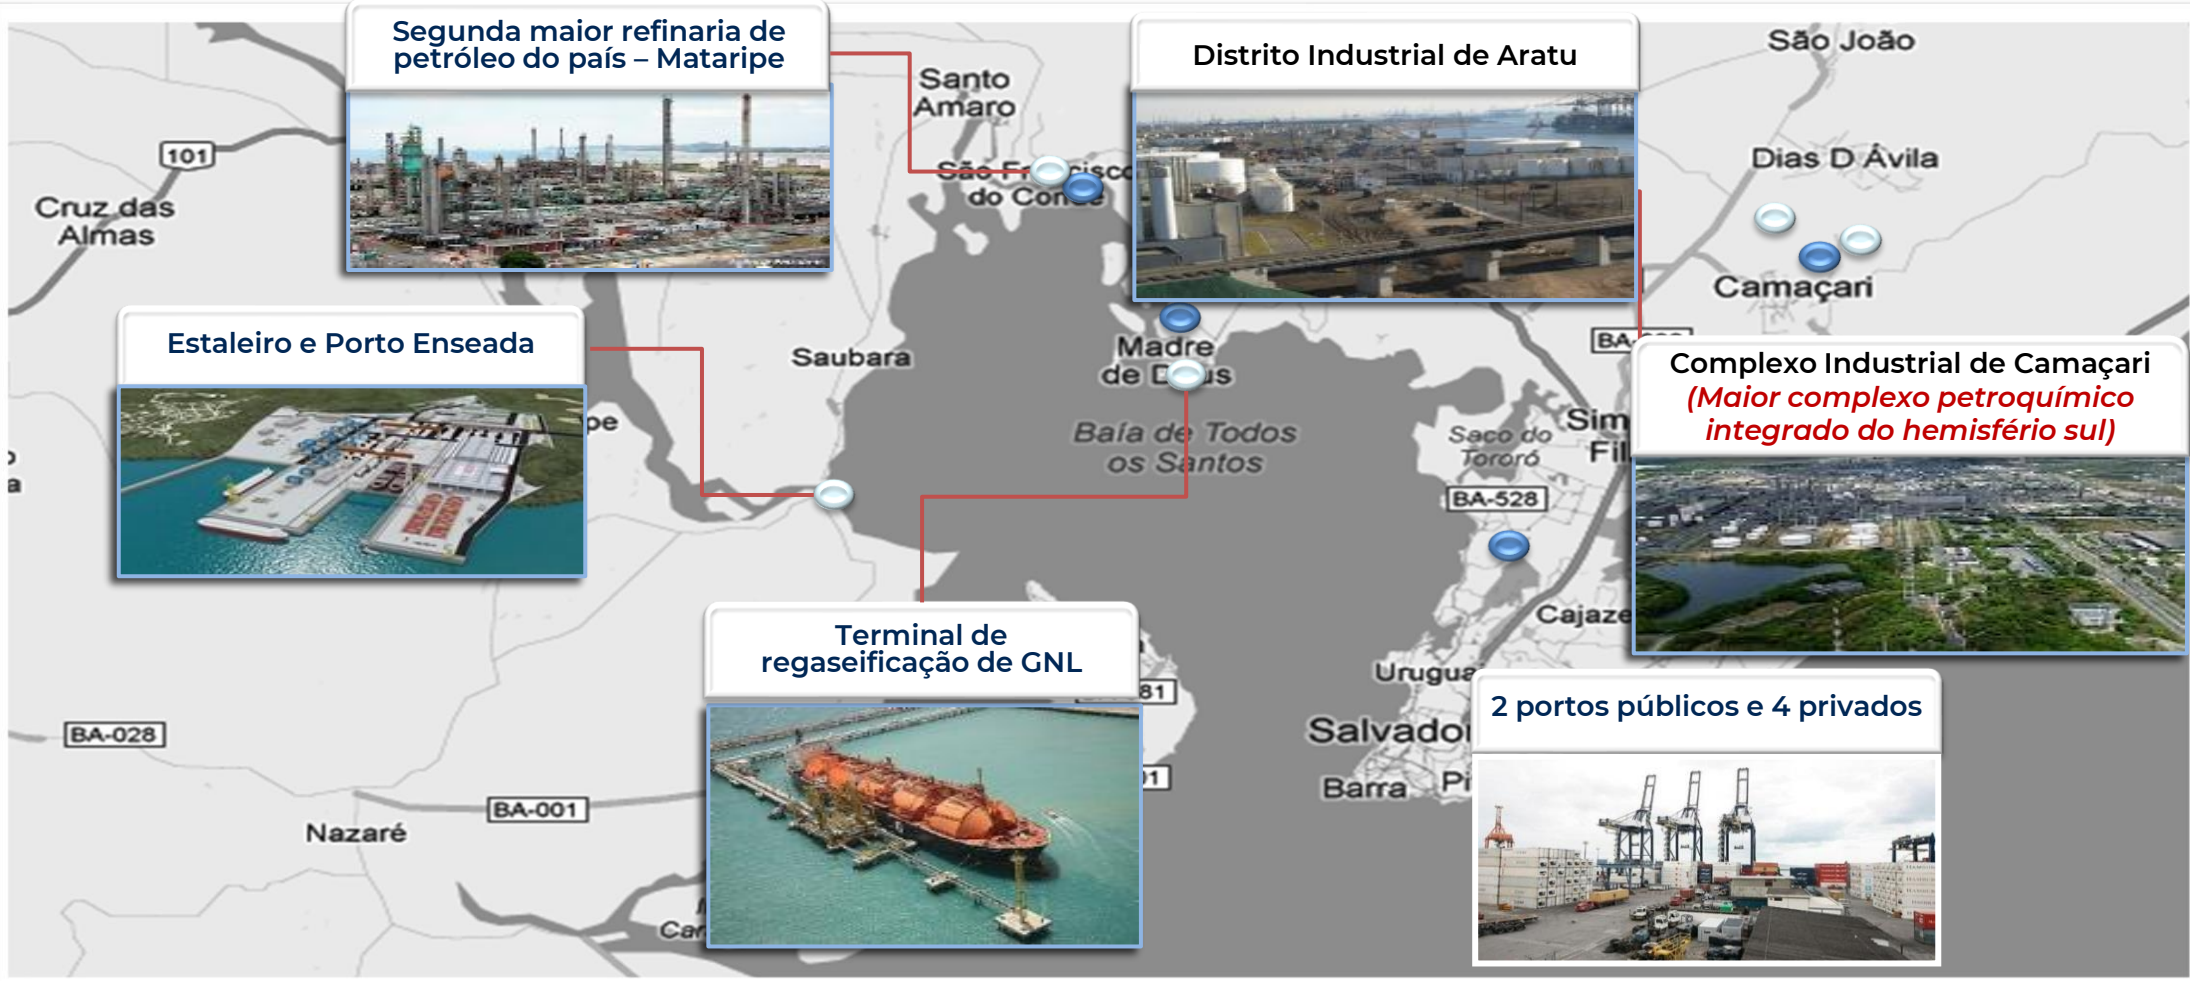 Segunda maior refinaria de
petróleo do país – Mataripe
Distrito Industrial de Aratu
São João
Santo
Amaro
101
Dias D Ávila
do
Cruz das
Almas
Camaçari
Estaleiro e Porto Enseada
Saubara
Madre
de
Complexo Industrial de Camaçari
(Maior complexo petroquímico
integrado do hemisfério sul)
Baía de Todos
os Santos
Saco do
Tororó
BA-528
Terminal de
regaseificação de GNL
2 portos públicos e 4 privados
BA-028
Salvador
Barra
BA-001
Nazaré